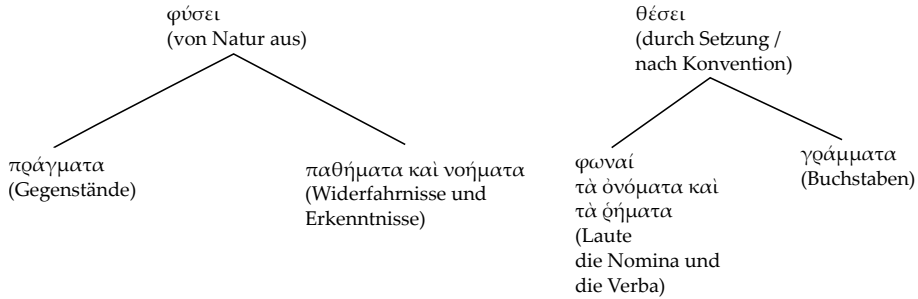 φύσει
(von Natur aus)
θέσει
(durch Setzung /
nach Konvention)
πράγματα
(Gegenstände)
παθήματα καὶ νοήματα
(Widerfahrnisse und
Erkenntnisse)
φωναί
τὰ ὀνόματα καὶ
τὰ ῥήματα
(Laute
die Nomina und
die Verba)
γράμματα
(Buchstaben)